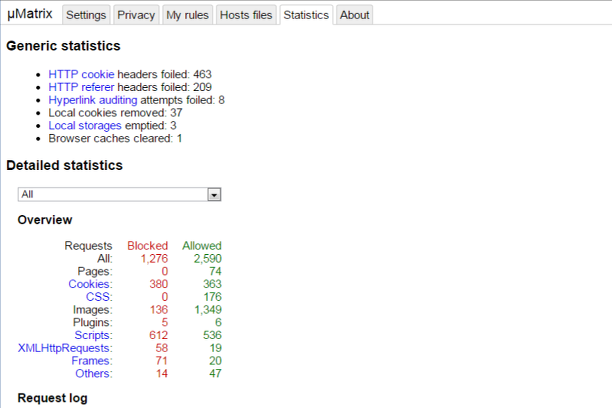 µMatrix Settings Privacy My rules Hosts files Statistics About
Generic statistics
HTTP cookie headers foiled: 463
HTTP referer headers foiled: 209
Hyperlink auditing attempts foiled: 8
Local cookies removed: 37
Local storages emptied: 3
Browser caches cleared: 1
Detailed statistics
All
Overview
Requests Blocked Allowed
All: 1,276 2,590
Pages: 0 74
Cookies: 380 363
CSS: 0 176
Images: 136 1,349
Plugins: 5 6
Scripts: 612 536
XMLHttpRequests: 58 19
Frames: 71 20
Others: 14 47
Request log